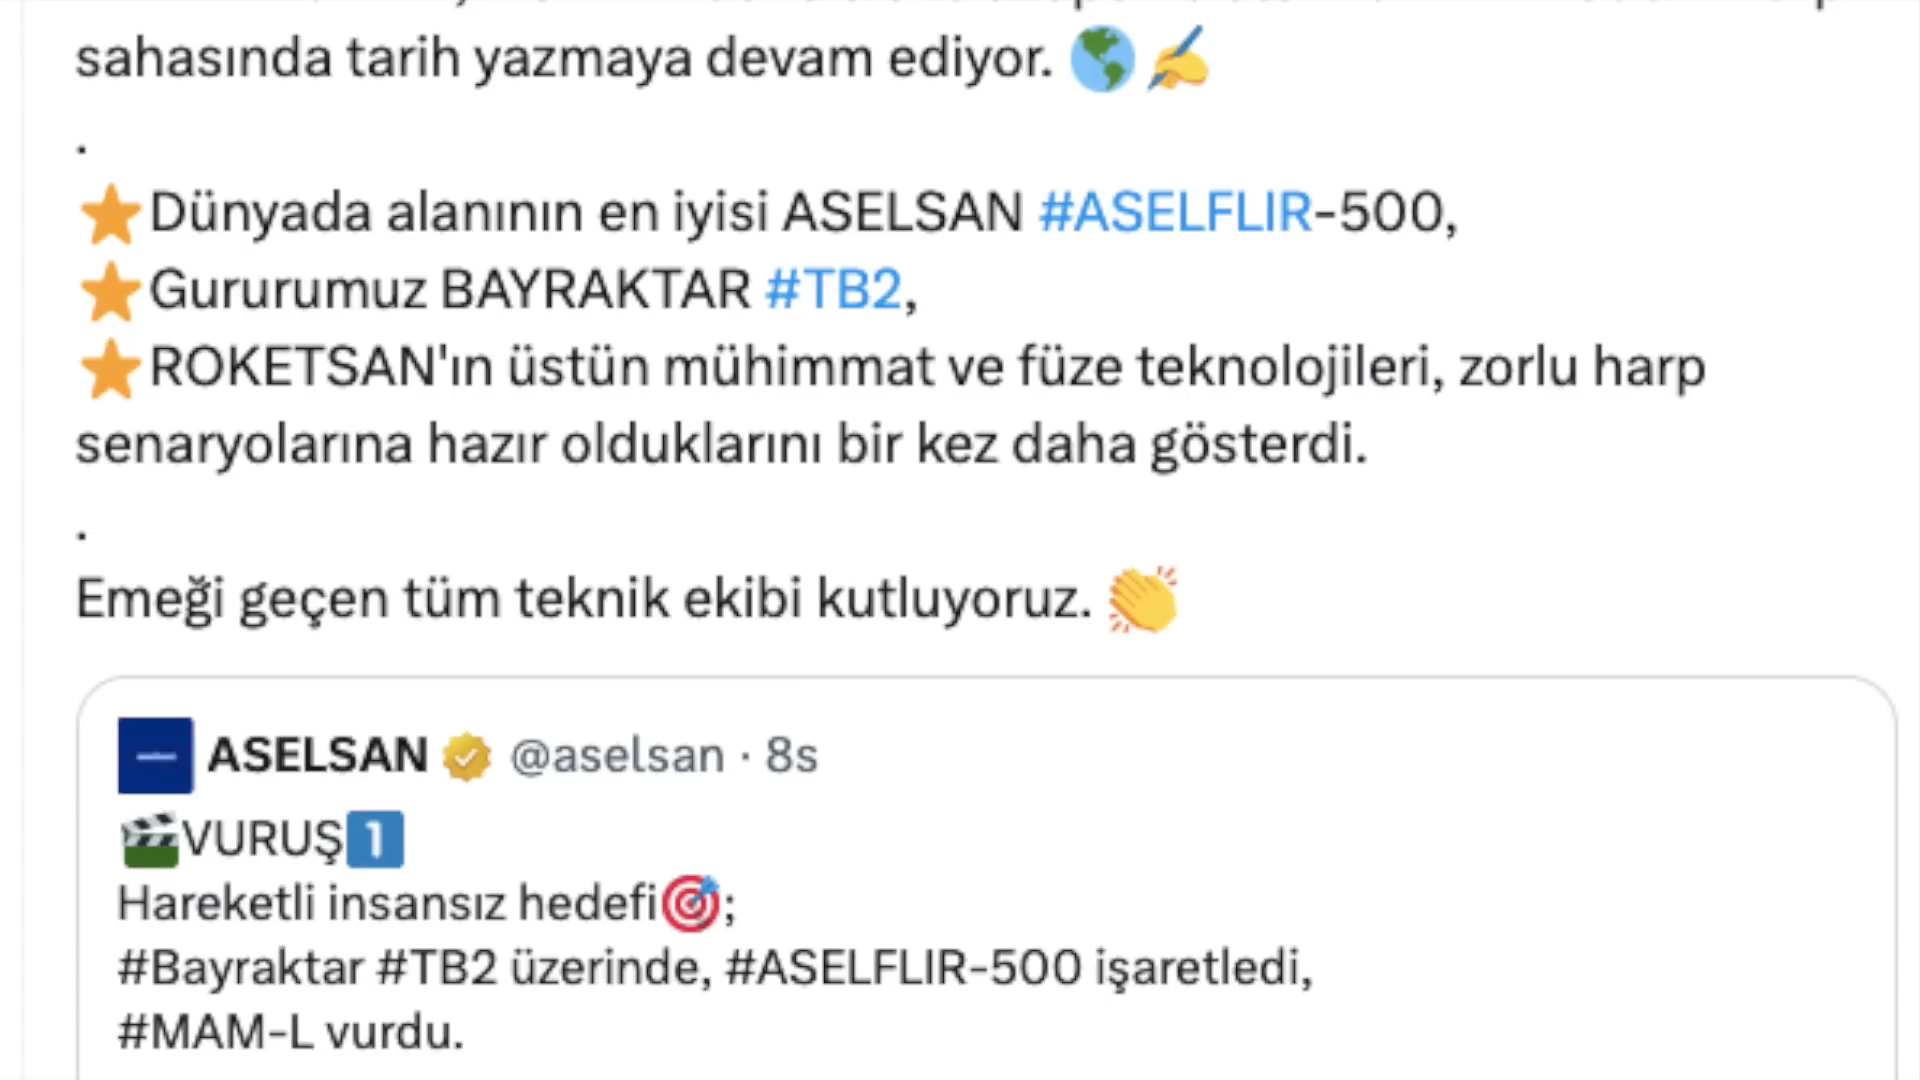 sahasında tarih yazmaya devam ediyor. 🌎✍️
.
⭐Dünyada alanının en iyisi ASELSAN #ASELFLIR-500,
⭐Gururumuz BAYRAKTAR #TB2,
⭐ROKETSAN'ın üstün mühimmat ve füze teknolojileri, zorlu harp
senaryolarına hazır olduklarını bir kez daha gösterdi.
.
Emeği geçen tüm teknik ekibi kutluyoruz. 👏
ASELSAN @aselsan · 8s
🎬VURUŞ1️⃣
Hareketli insansız hedefi🎯;
#Bayraktar #TB2 üzerinde, #ASELFLIR-500 işaretledi,
#MAM-L vurdu.